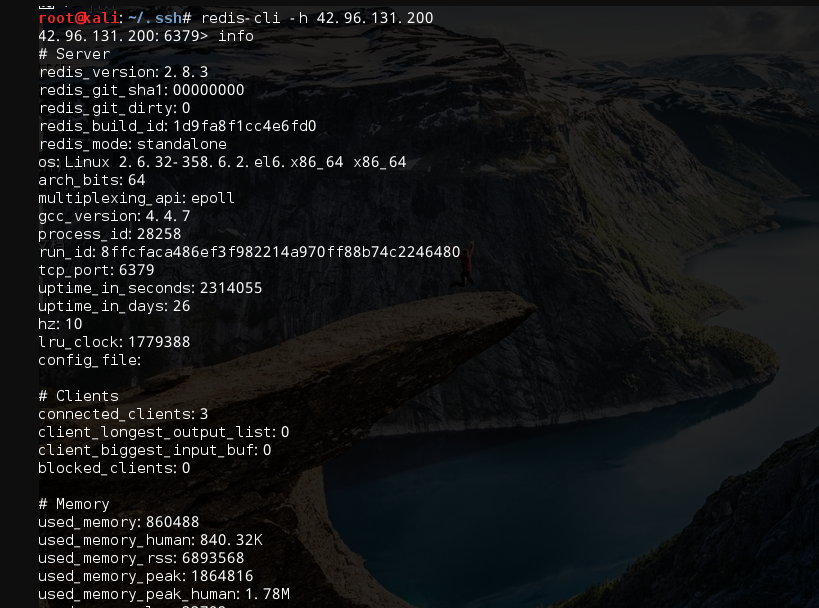 root@kali:~/.ssh# redis-cli -h 42.96.131.200
42.96.131.200:6379> info
# Server
redis_version:2.8.3
redis_git_sha1:00000000
redis_git_dirty:0
redis_build_id:1d9fa8f1cc4e6fd0
redis_mode:standalone
os:Linux 2.6.32-358.6.2.el6.x86_64 x86_64
arch_bits:64
multiplexing_api:epoll
gcc_version:4.4.7
process_id:28258
run_id:8ffcfaca486ef3f982214a970ff88b74c2246480
tcp_port:6379
uptime_in_seconds:2314055
uptime_in_days:26
hz:10
lru_clock:1779388
config_file:
# Clients
connected_clients:3
client_longest_output_list:0
client_biggest_input_buf:0
blocked_clients:0
# Memory
used_memory:860488
used_memory_human:840.32K
used_memory_rss:6893568
used_memory_peak:1864816
used_memory_peak_human:1.78M